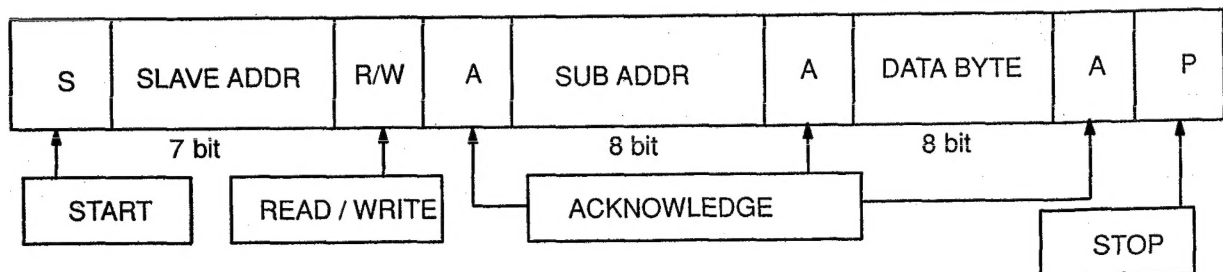 S SLAVE ADDR R/W A SUB ADDR A DATA BYTE A P
7 bit 8 bit 8 bit
START READ / WRITE ACKNOWLEDGE
STOP